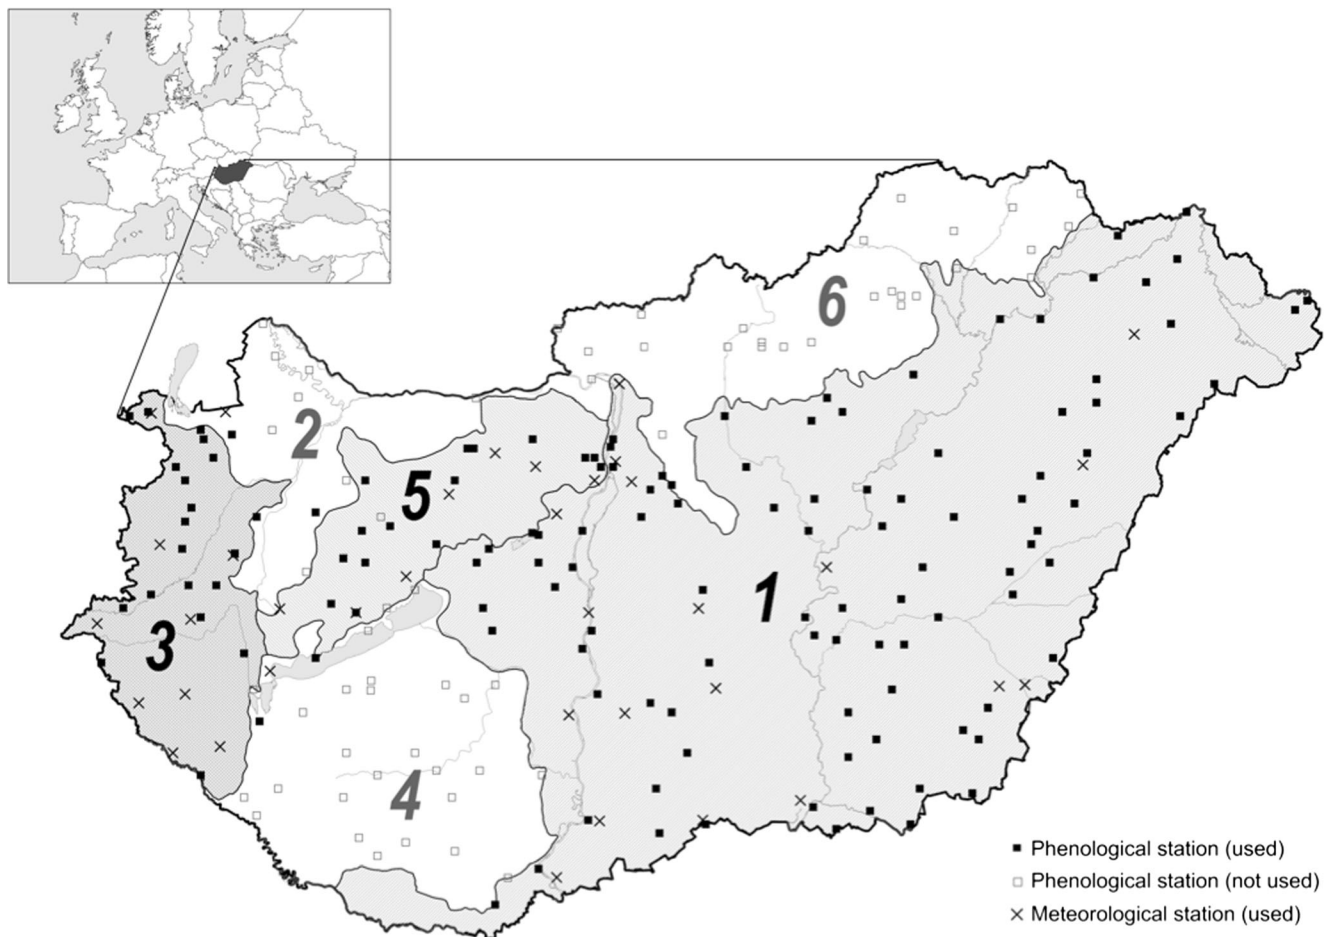 6
2
5
1
3
4
Phenological station (used)
Phenological station (not used)
Meteorological station (used)